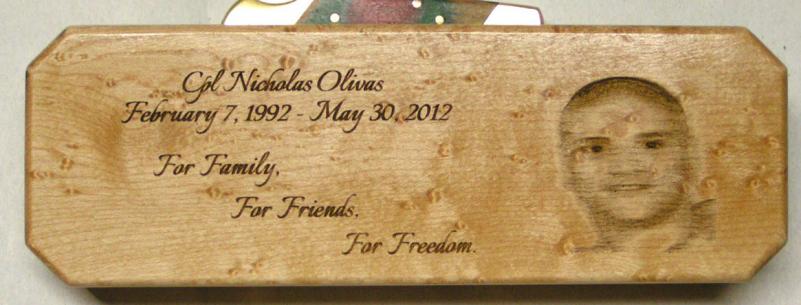 Cpl Nicholas Olivas
February 7, 1992 - May 30, 2012
For Family,
For Friends,
For Freedom.